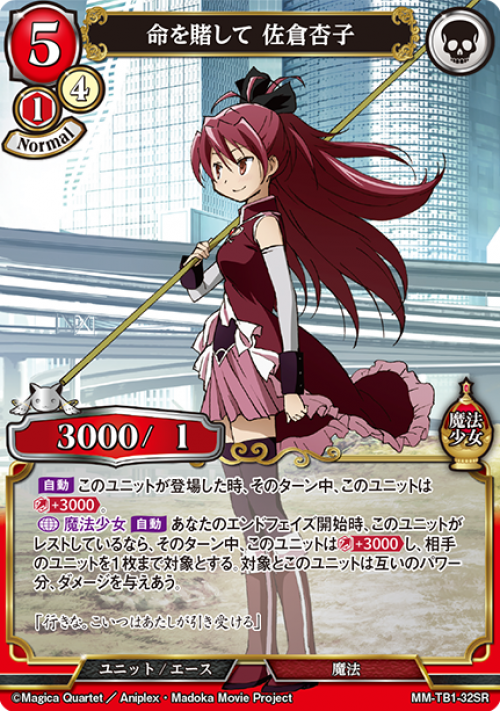 5
命を賭して 佐倉杏子
1
4
Normal
3000/ 1
魔法
少女
自動 このユニットが登場した時、そのターン中、このユニットは
+3000。
魔法少女 自動 あなたのエンドフェイズ開始時、このユニットが
レストしているなら、そのターン中、このユニットは+3000し、相手
のユニットを1枚まで対象とする。対象とこのユニットは互いのパワー
分、ダメージを与えあう。
「行きな。こいつはあたしが引き受ける」
ユニット / エース
魔法
©Magica Quartet／Aniplex・Madoka Movie Project
MM-TB1-32SR